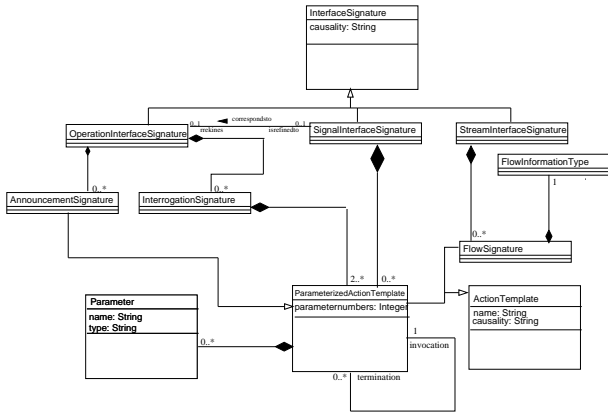 InterfaceSignature
causality: String
correspondsto
0..1
rrekines
isrefinedto
0..1
OperationInterfaceSignature
SignalInterfaceSignature
StreamInterfaceSignature
FlowInformationType
1
0..*
0..*
AnnouncementSignature
InterrogationSignature
0..*
FlowSignature
2..*
0..*
ParameterizedActionTemplate
parameternumbers: Integer
Parameter
name: String
type: String
ActionTemplate
name: String
causality: String
0..*
1
invocation
0..*
termination